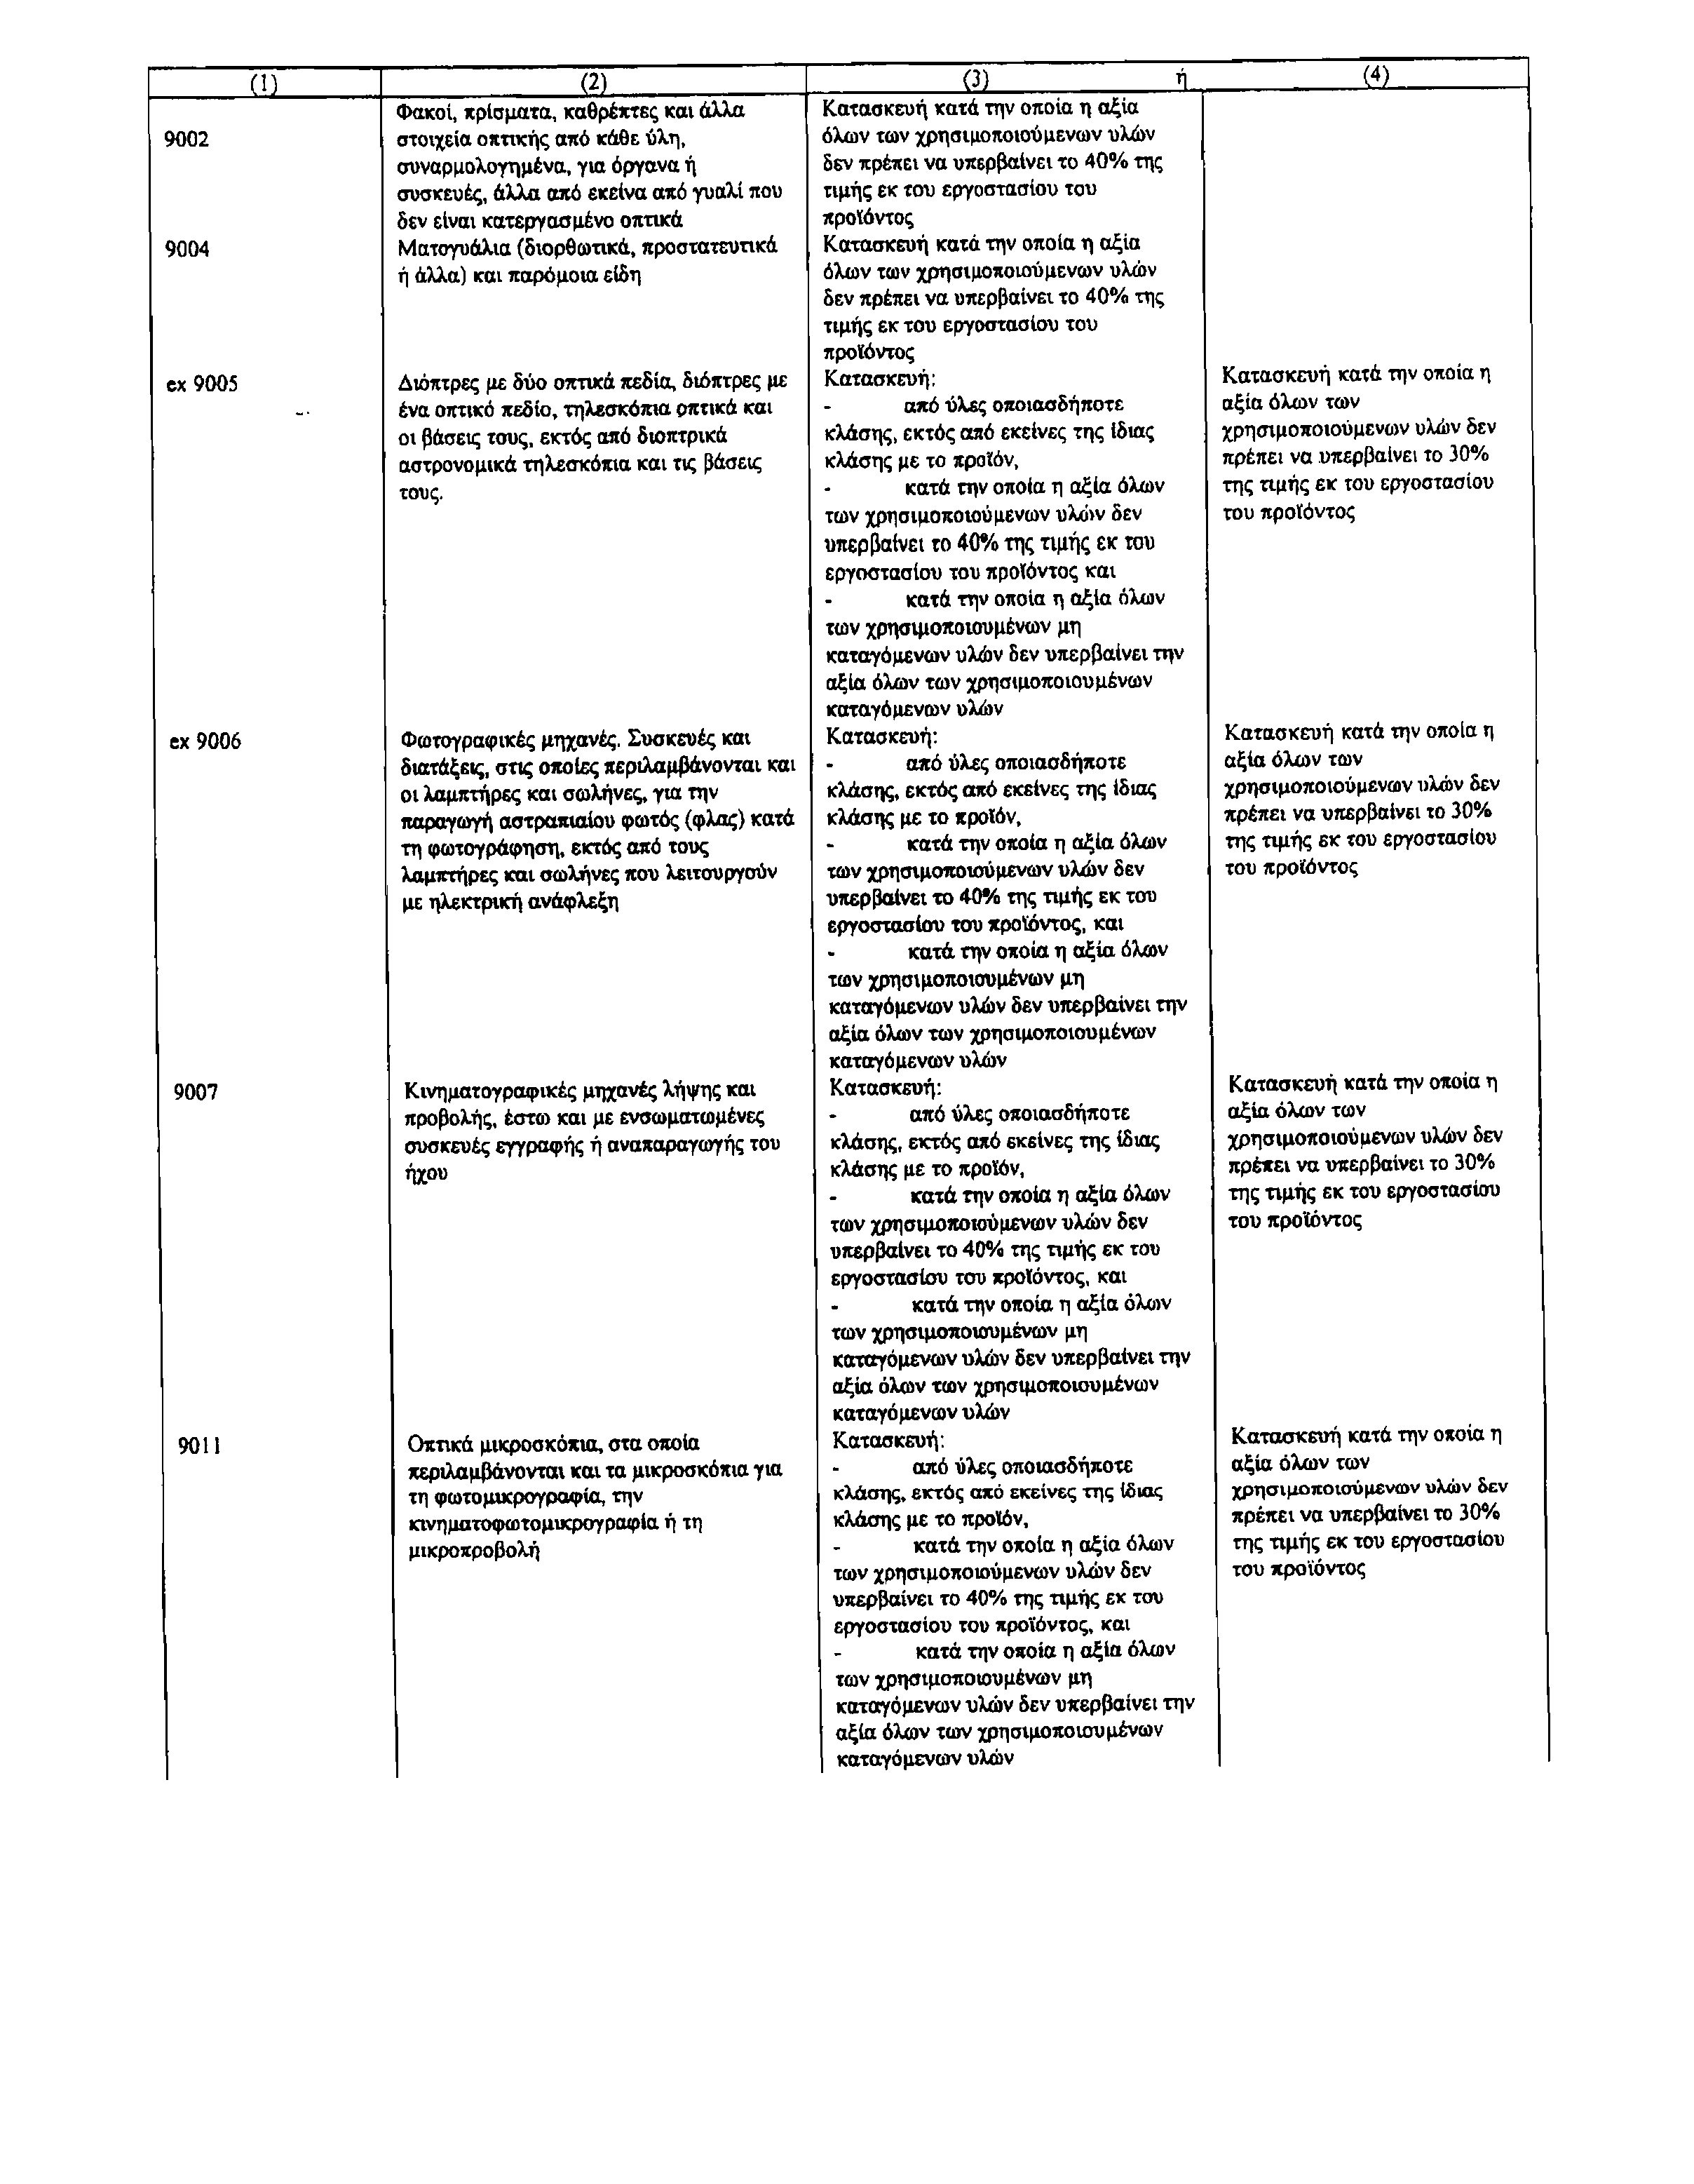 (1) (2) (3) ή (4)
9002
Φακοί, πρίσματα, καθρέπτες και άλλα
στοιχεία οπτικής από κάθε ύλη,
συναρμολογημένα, για όργανα ή
συσκευές, άλλα από εκείνα από γυαλί που
δεν είναι κατεργασμένο οπτικά
Κατασκευή κατά την οποία η αξία
όλων των χρησιμοποιούμενων υλών
δεν πρέπει να υπερβαίνει το 40% της
τιμής εκ του εργοστασίου του
προϊόντος
9004
Ματογυάλια (διορθωτικά, προστατευτικά
ή άλλα) και παρόμοια είδη
Κατασκευή κατά την οποία η αξία
όλων των χρησιμοποιούμενων υλών
δεν πρέπει να υπερβαίνει το 40% της
τιμής εκ του εργοστασίου του
προϊόντος
ex 9005
Διόπτρες με δύο οπτικά πεδία, διόπτρες με
ένα οπτικό πεδίο, τηλεσκόπια οπτικά και
οι βάσεις τους, εκτός από διοπτρικά
αστρονομικά τηλεσκόπια και τις βάσεις
τους.
Κατασκευή:
- από ύλες οποιασδήποτε
κλάσης, εκτός από εκείνες της ίδιας
κλάσης με το προϊόν,
- κατά την οποία η αξία όλων
των χρησιμοποιούμενων υλών δεν
υπερβαίνει το 40% της τιμής εκ του
εργοστασίου του προϊόντος και
- κατά την οποία η αξία όλων
των χρησιμοποιουμένων μη
καταγόμενων υλών δεν υπερβαίνει την
αξία όλων των χρησιμοποιουμένων
καταγόμενων υλών
Κατασκευή κατά την οποία η
αξία όλων των
χρησιμοποιούμενων υλών δεν
πρέπει να υπερβαίνει το 30%
της τιμής εκ του εργοστασίου
του προϊόντος
ex 9006
Φωτογραφικές μηχανές. Συσκευές και
διατάξεις, στις οποίες περιλαμβάνονται και
οι λαμπτήρες και σωλήνες, για την
παραγωγή αστραπιαίου φωτός (φλας) κατά
τη φωτογράφηση, εκτός από τους
λαμπτήρες και σωλήνες που λειτουργούν
με ηλεκτρική ανάφλεξη
Κατασκευή:
- από ύλες οποιασδήποτε
κλάσης, εκτός από εκείνες της ίδιας
κλάσης με το προϊόν,
- κατά την οποία η αξία όλων
των χρησιμοποιούμενων υλών δεν
υπερβαίνει το 40% της τιμής εκ του
εργοστασίου του προϊόντος, και
- κατά την οποία η αξία όλων
των χρησιμοποιουμένων μη
καταγόμενων υλών δεν υπερβαίνει την
αξία όλων των χρησιμοποιουμένων
καταγόμενων υλών
Κατασκευή κατά την οποία η
αξία όλων των
χρησιμοποιούμενων υλών δεν
πρέπει να υπερβαίνει το 30%
της τιμής εκ του εργοστασίου
του προϊόντος
9007
Κινηματογραφικές μηχανές λήψης και
προβολής, έστω και με ενσωματωμένες
συσκευές εγγραφής ή αναπαραγωγής του
ήχου
Κατασκευή:
- από ύλες οποιασδήποτε
κλάσης, εκτός από εκείνες της ίδιας
κλάσης με το προϊόν,
- κατά την οποία η αξία όλων
των χρησιμοποιούμενων υλών δεν
υπερβαίνει το 40% της τιμής εκ του
εργοστασίου του προϊόντος, και
- κατά την οποία η αξία όλων
των χρησιμοποιουμένων μη
καταγόμενων υλών δεν υπερβαίνει την
αξία όλων των χρησιμοποιουμένων
καταγόμενων υλών
Κατασκευή κατά την οποία η
αξία όλων των
χρησιμοποιούμενων υλών δεν
πρέπει να υπερβαίνει το 30%
της τιμής εκ του εργοστασίου
του προϊόντος
9011
Οπτικά μικροσκόπια, στα οποία
περιλαμβάνονται και τα μικροσκόπια για
τη φωτομικρογραφία, την
κινηματοφωτομικρογραφία ή τη
μικροπροβολή
Κατασκευή:
- από ύλες οποιασδήποτε
κλάσης, εκτός από εκείνες της ίδιας
κλάσης με το προϊόν,
- κατά την οποία η αξία όλων
των χρησιμοποιούμενων υλών δεν
υπερβαίνει το 40% της τιμής εκ του
εργοστασίου του προϊόντος, και
- κατά την οποία η αξία όλων
των χρησιμοποιουμένων μη
καταγόμενων υλών δεν υπερβαίνει την
αξία όλων των χρησιμοποιουμένων
καταγόμενων υλών
Κατασκευή κατά την οποία η
αξία όλων των
χρησιμοποιούμενων υλών δεν
πρέπει να υπερβαίνει το 30%
της τιμής εκ του εργοστασίου
του προϊόντος